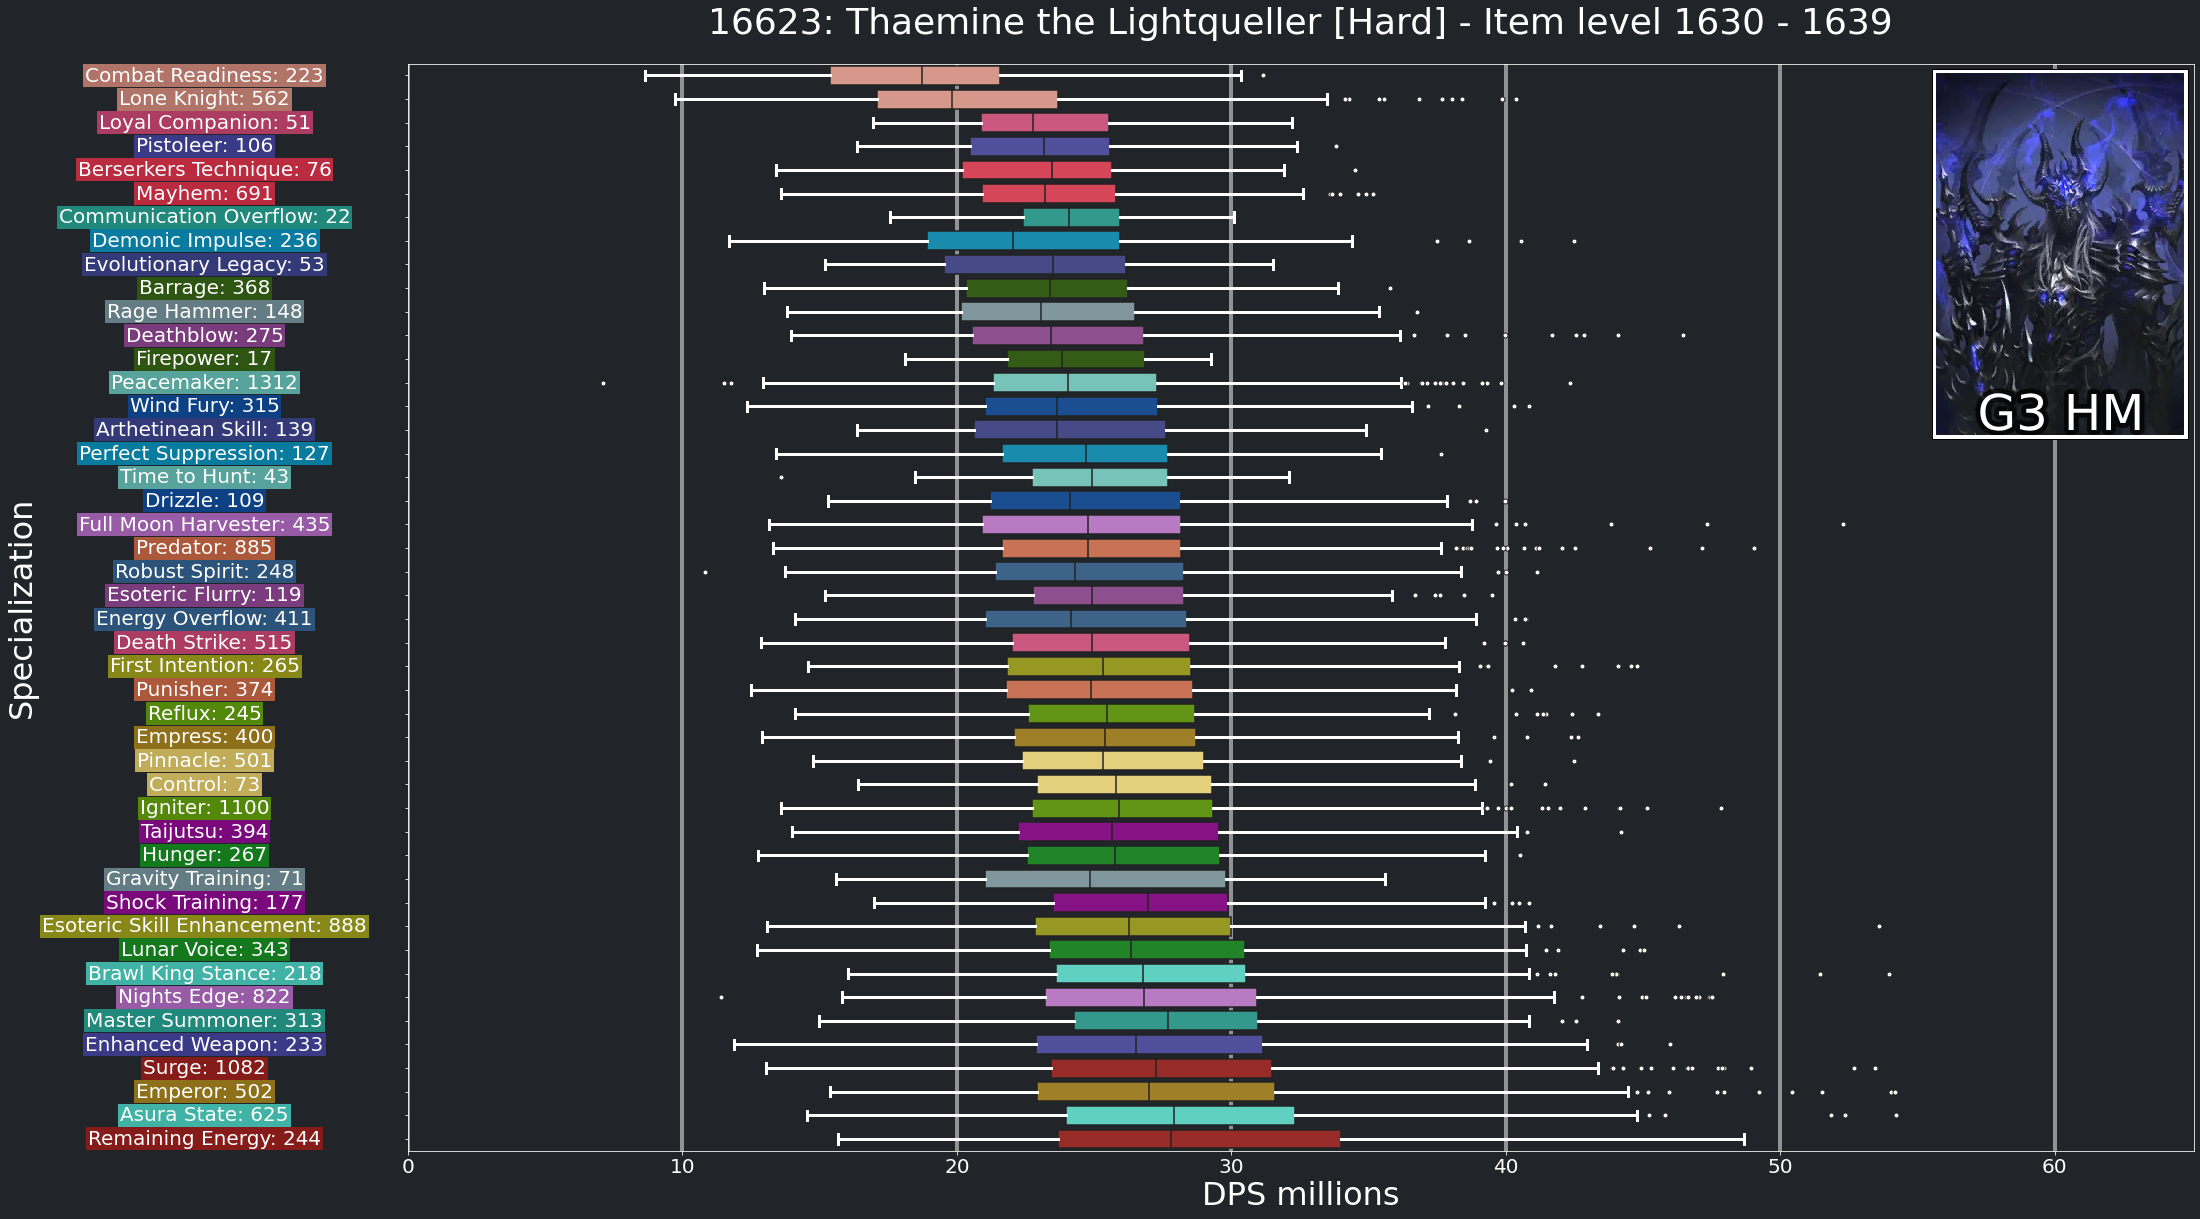 16623: Thaemine the Lightqueller [Hard] - Item level 1630 - 1639
Combat Readiness: 223
Lone Knight: 562
Loyal Companion: 51
Pistoleer: 106
Berserkers Technique: 76
Mayhem: 691
Communication Overflow: 22
Demonic Impulse: 236
Evolutionary Legacy: 53
Barrage: 368
Rage Hammer: 148
Deathblow: 275
Firepower: 17
Peacemaker: 1312
Wind Fury: 315
Arthetinean Skill: 139
Perfect Suppression: 127
Time to Hunt: 43
Drizzle: 109
Full Moon Harvester: 435
Predator: 885
Robust Spirit: 248
Esoteric Flurry: 119
Energy Overflow: 411
Death Strike: 515
First Intention: 265
Punisher: 374
Reflux: 245
Empress: 400
Pinnacle: 501
Control: 73
Igniter: 1100
Taijutsu: 394
Hunger: 267
Gravity Training: 71
Shock Training: 177
Esoteric Skill Enhancement: 888
Lunar Voice: 343
Brawl King Stance: 218
Nights Edge: 822
Master Summoner: 313
Enhanced Weapon: 233
Surge: 1082
Emperor: 502
Asura State: 625
Remaining Energy: 244
Specialization
G3 HM
0 10 20 30 40 50 60
DPS millions